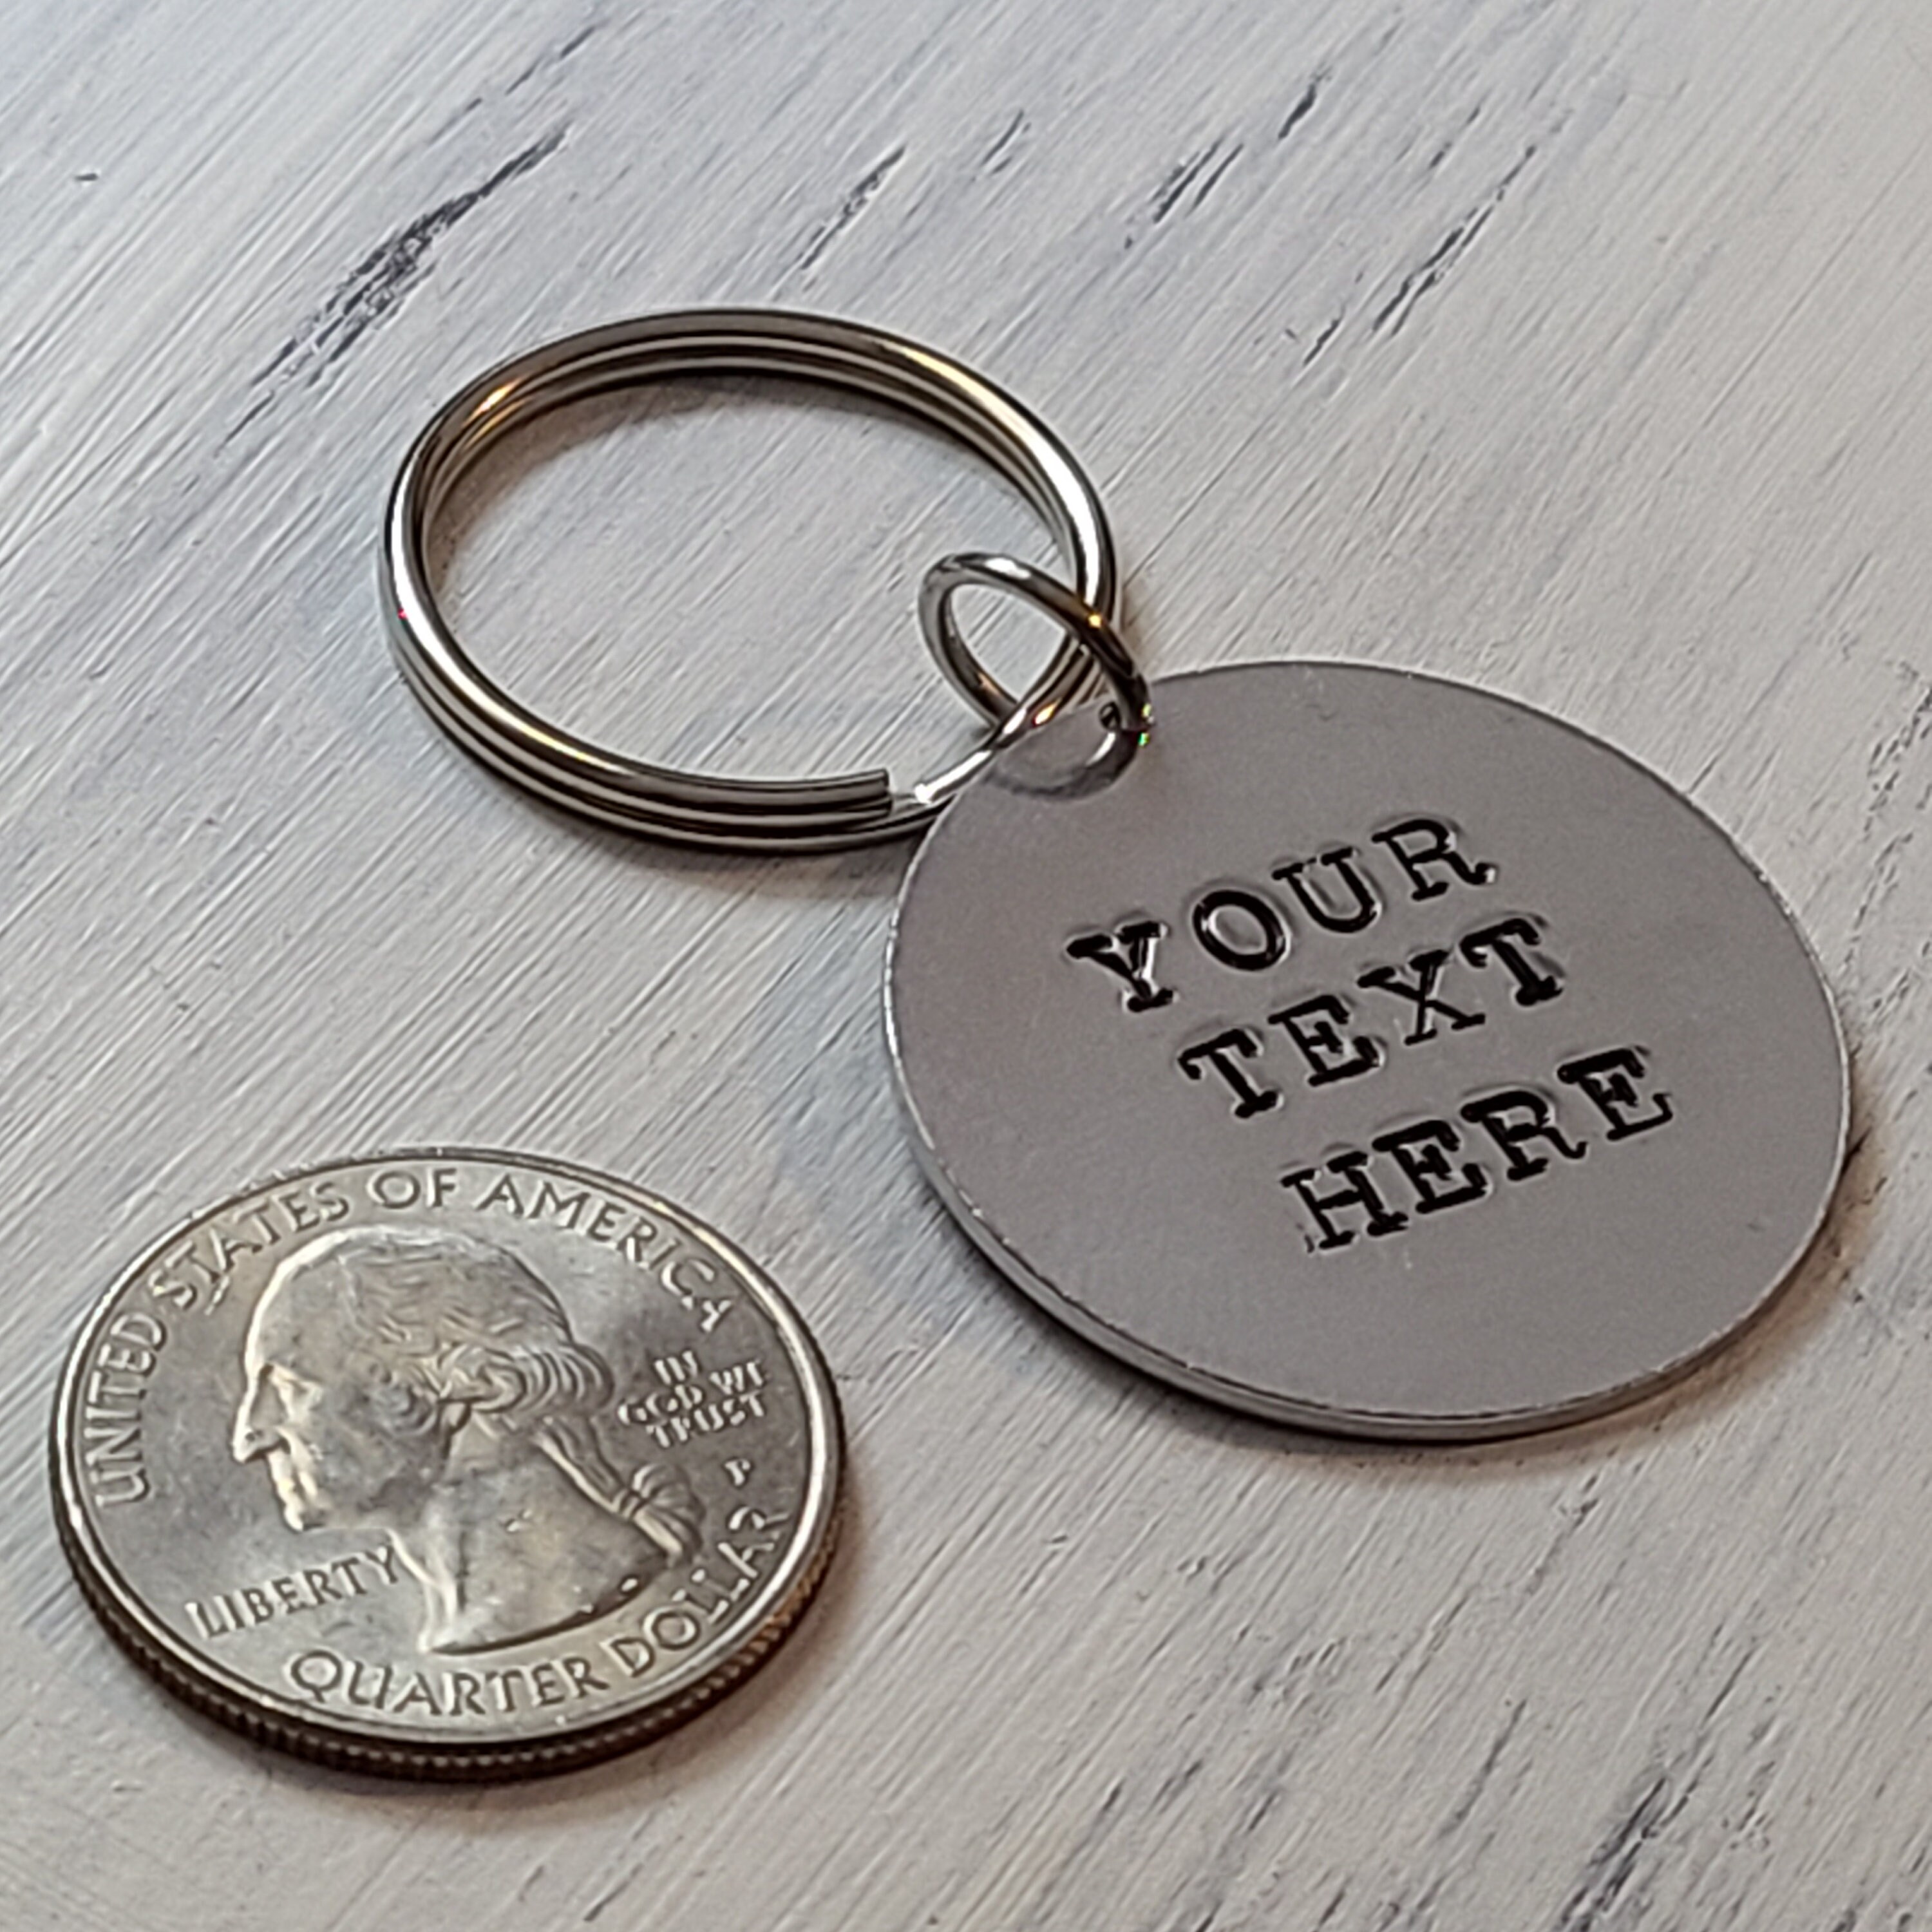 YOUR
TEXT
HERE
UNITED STATES OF AMERICA
IN
GOD WE
TRUST
P
LIBERTY
QUARTER DOLLAR